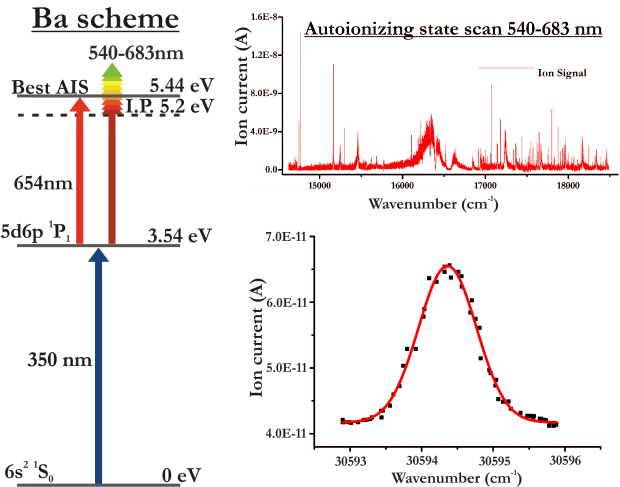 Ba scheme
540-683nm
Best AIS
5.44 eV
I.P. 5.2 eV
654nm
5d6p ¹P₁
3.54 eV
350 nm
6s² ¹S₀
0 eV
Autoionizing state scan 540-683 nm
Ion current (A)
1.6E-8
1.2E-8
8.0E-9
4.0E-9
0.0
Ion Signal
15000 16000 17000 18000
Wavenumber (cm⁻¹)
Ion current (A)
7.0E-11
6.0E-11
5.0E-11
4.0E-11
30593 30594 30595 30596
Wavenumber (cm⁻¹)